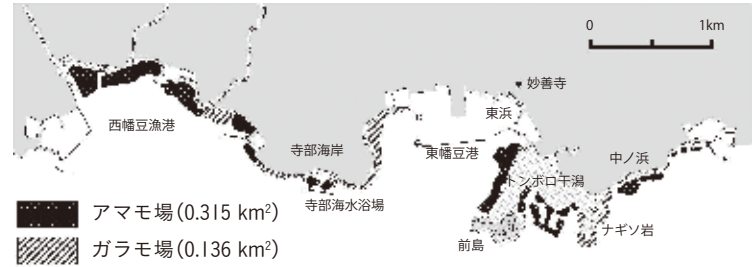 0 1km
妙善寺
東浜
西幡豆漁港
寺部海岸
東幡豆港
中ノ浜
トンボロ干潟
寺部海水浴場
アマモ場(0.315 km²)
ナギソ岩
前島
ガラモ場(0.136 km²)